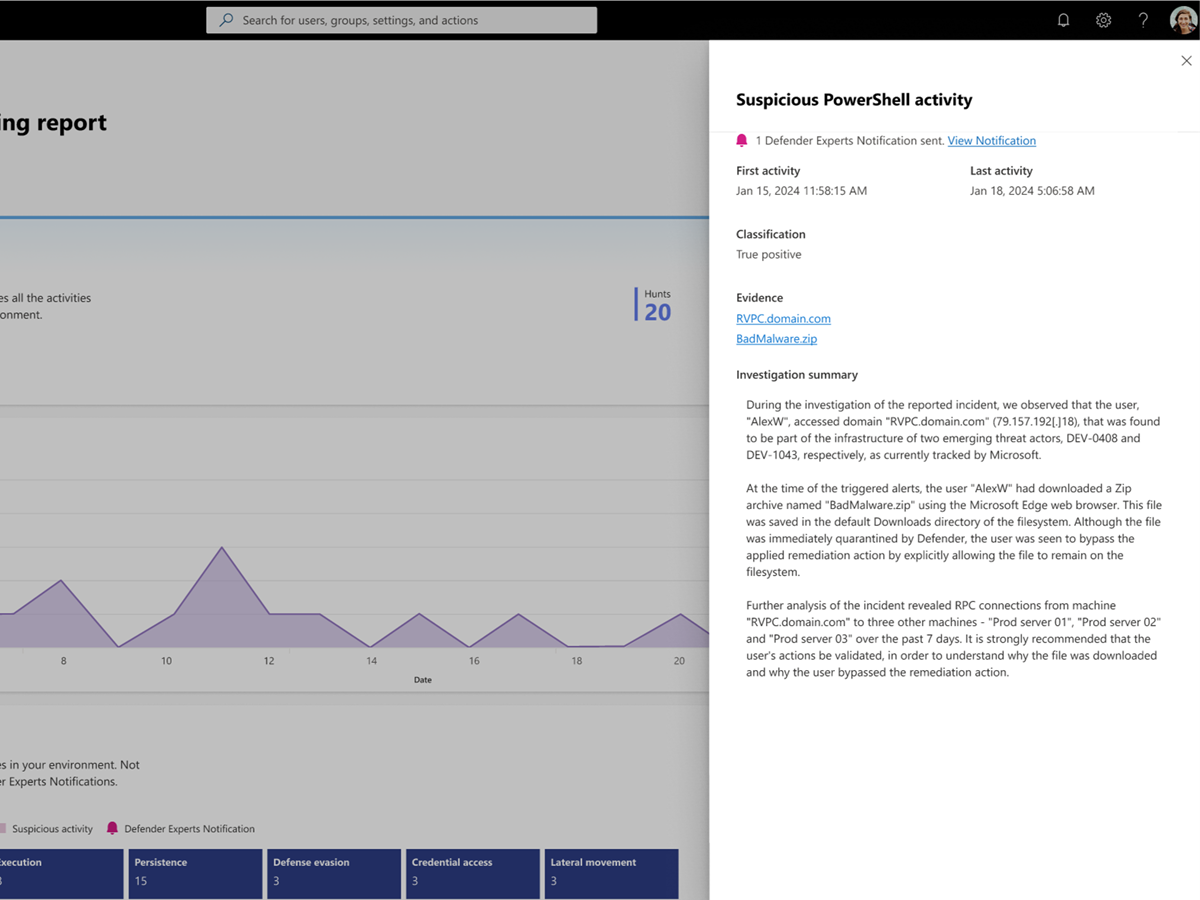 Search for users, groups, settings, and actions
ing report
es all the activities
onment.
Hunts
20
8 10 12 14 16 18 20
Date
es in your environment. Not
er Experts Notifications.
Suspicious activity Defender Experts Notification
Execution
3
Persistence
15
Defense evasion
3
Credential access
3
Lateral movement
3
Suspicious PowerShell activity
1 Defender Experts Notification sent. View Notification
First activity
Jan 15, 2024 11:58:15 AM
Last activity
Jan 18, 2024 5:06:58 AM
Classification
True positive
Evidence
RVPC.domain.com
BadMalware.zip
Investigation summary
During the investigation of the reported incident, we observed that the user,
"AlexW", accessed domain "RVPC.domain.com" (79.157.192[.]18), that was found
to be part of the infrastructure of two emerging threat actors, DEV-0408 and
DEV-1043, respectively, as currently tracked by Microsoft.
At the time of the triggered alerts, the user "AlexW" had downloaded a Zip
archive named "BadMalware.zip" using the Microsoft Edge web browser. This file
was saved in the default Downloads directory of the filesystem. Although the file
was immediately quarantined by Defender, the user was seen to bypass the
applied remediation action by explicitly allowing the file to remain on the
filesystem.
Further analysis of the incident revealed RPC connections from machine
"RVPC.domain.com" to three other machines - "Prod server 01", "Prod server 02"
and "Prod server 03" over the past 7 days. It is strongly recommended that the
user's actions be validated, in order to understand why the file was downloaded
and why the user bypassed the remediation action.